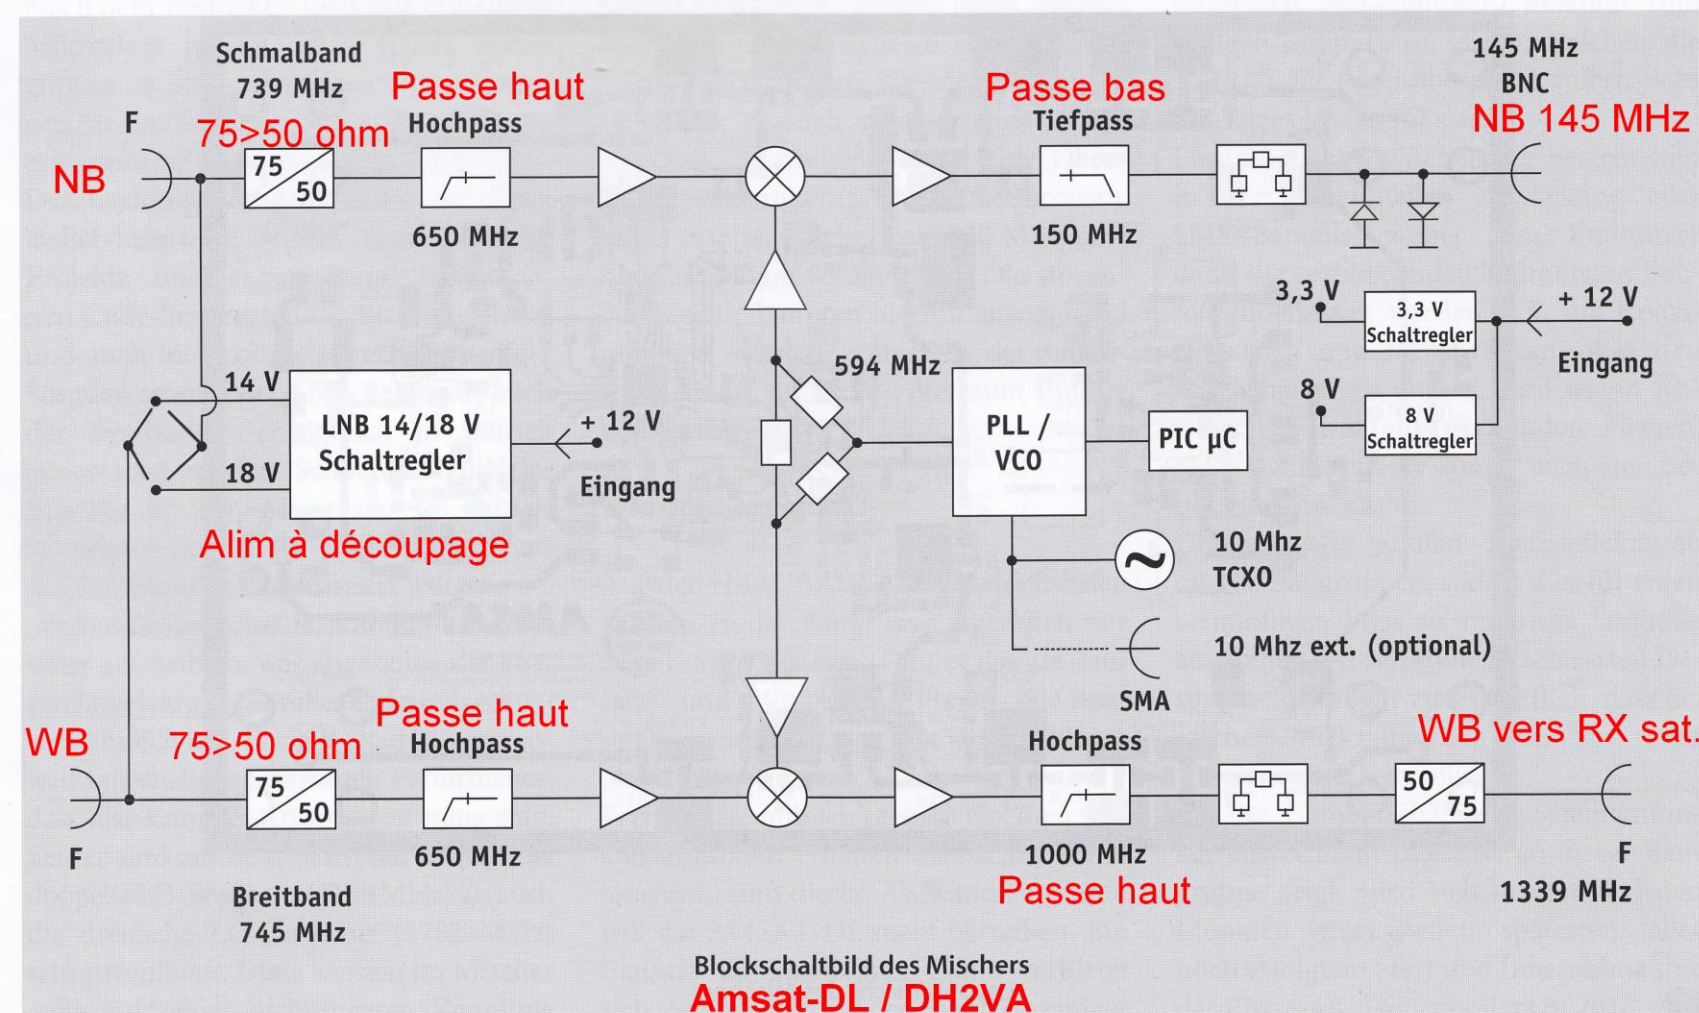 Schmalband
739 MHz
Passe haut
Passe bas
145 MHz
BNC
F
75>50 ohm
Hochpass
Tiefpass
NB 145 MHz
NB
75
50
650 MHz
150 MHz
3,3 V
3,3 V
Schaltregler
+ 12 V
Eingang
594 MHz
14 V
LNB 14/18 V
Schaltregler
18 V
+ 12 V
Eingang
PLL /
VCO
PIC µC
8 V
8 V
Schaltregler
Alim à découpage
10 Mhz
TCXO
10 Mhz ext. (optional)
SMA
WB
75>50 ohm
Passe haut
Hochpass
Hochpass
WB vers RX sat.
75
50
50
75
F
650 MHz
1000 MHz
Passe haut
F
1339 MHz
Breitband
745 MHz
Blockschaltbild des Mischers
Amsat-DL / DH2VA